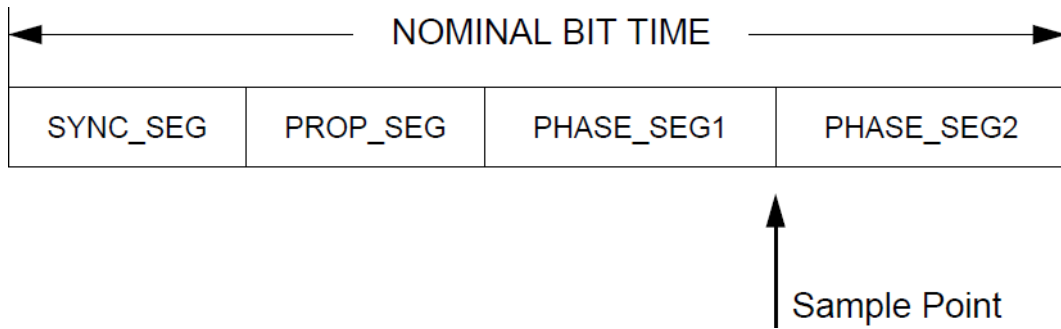 NOMINAL BIT TIME
SYNC_SEG PROP_SEG PHASE_SEG1 PHASE_SEG2
Sample Point